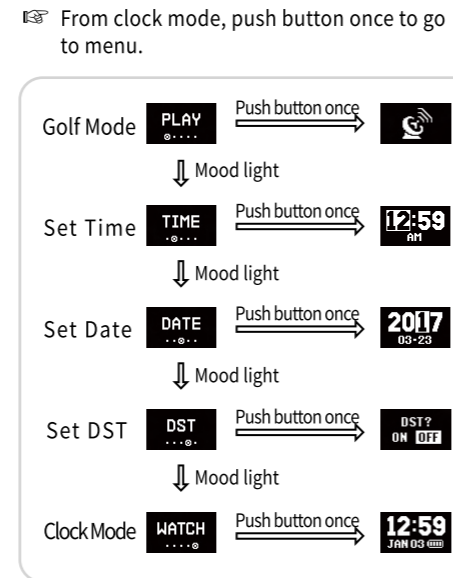 ☞ From clock mode, push button once to go
to menu.
Golf Mode PLAY Push button once
Mood light
Set Time TIME Push button once 12:59
AM
Mood light
Set Date DATE Push button once 2017
03-23
Mood light
Set DST DST Push button once DST?
ON OFF
Mood light
Clock Mode WATCH Push button once 12:59
JAN 03